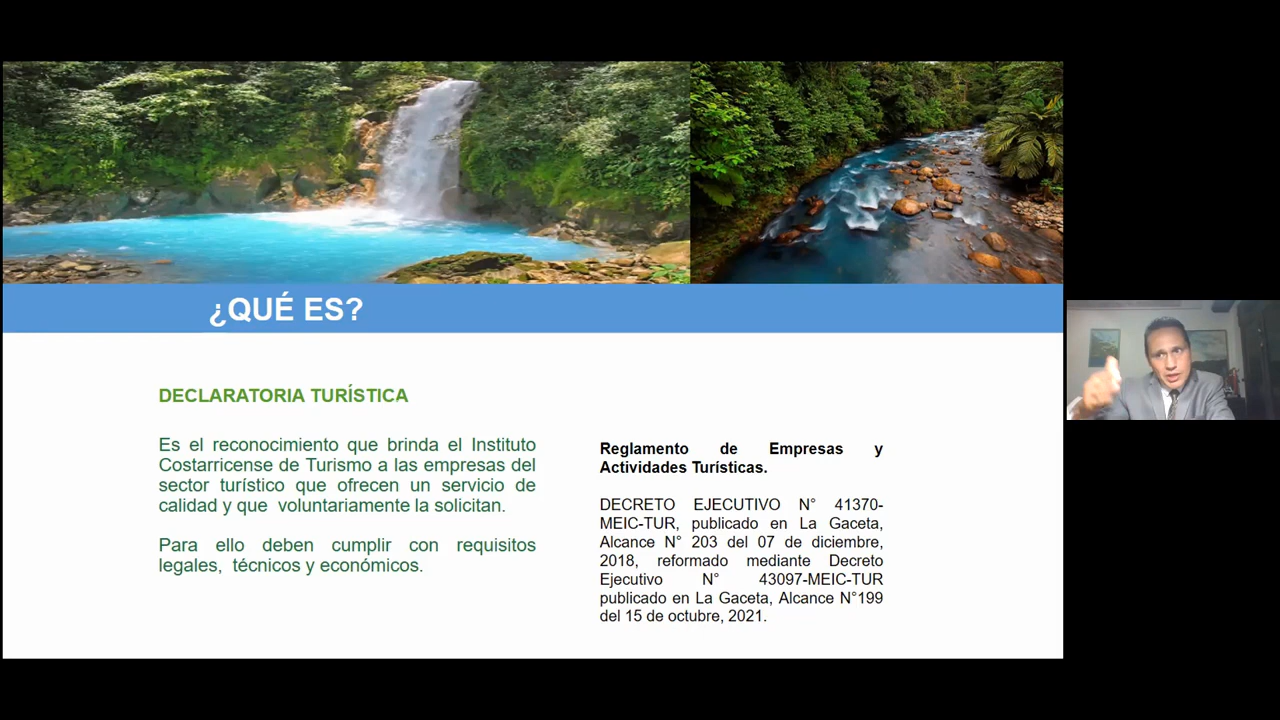 ¿QUÉ ES?
DECLARATORIA TURÍSTICA
Es el reconocimiento que brinda el Instituto
Costarricense de Turismo a las empresas del
sector turístico que ofrecen un servicio de
calidad y que voluntariamente la solicitan.
Para ello deben cumplir con requisitos
legales, técnicos y económicos.
Reglamento de Empresas y
Actividades Turísticas.
DECRETO EJECUTIVO N° 41370-
MEIC-TUR, publicado en La Gaceta,
Alcance N° 203 del 07 de diciembre,
2018, reformado mediante Decreto
Ejecutivo N° 43097-MEIC-TUR
publicado en La Gaceta, Alcance N°199
del 15 de octubre, 2021.